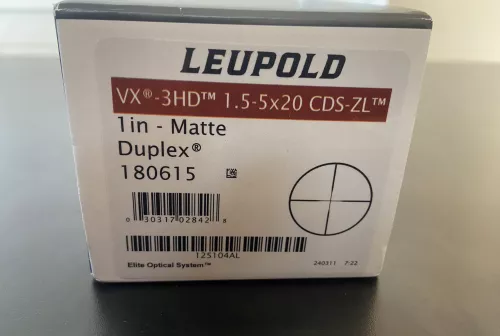 LEUPOLD
VX®-3HD™ 1.5-5x20 CDS-ZL™
1in - Matte
Duplex®
180615
0 30317 02842 8
125104AL
Elite Optical System™
240311 7:22